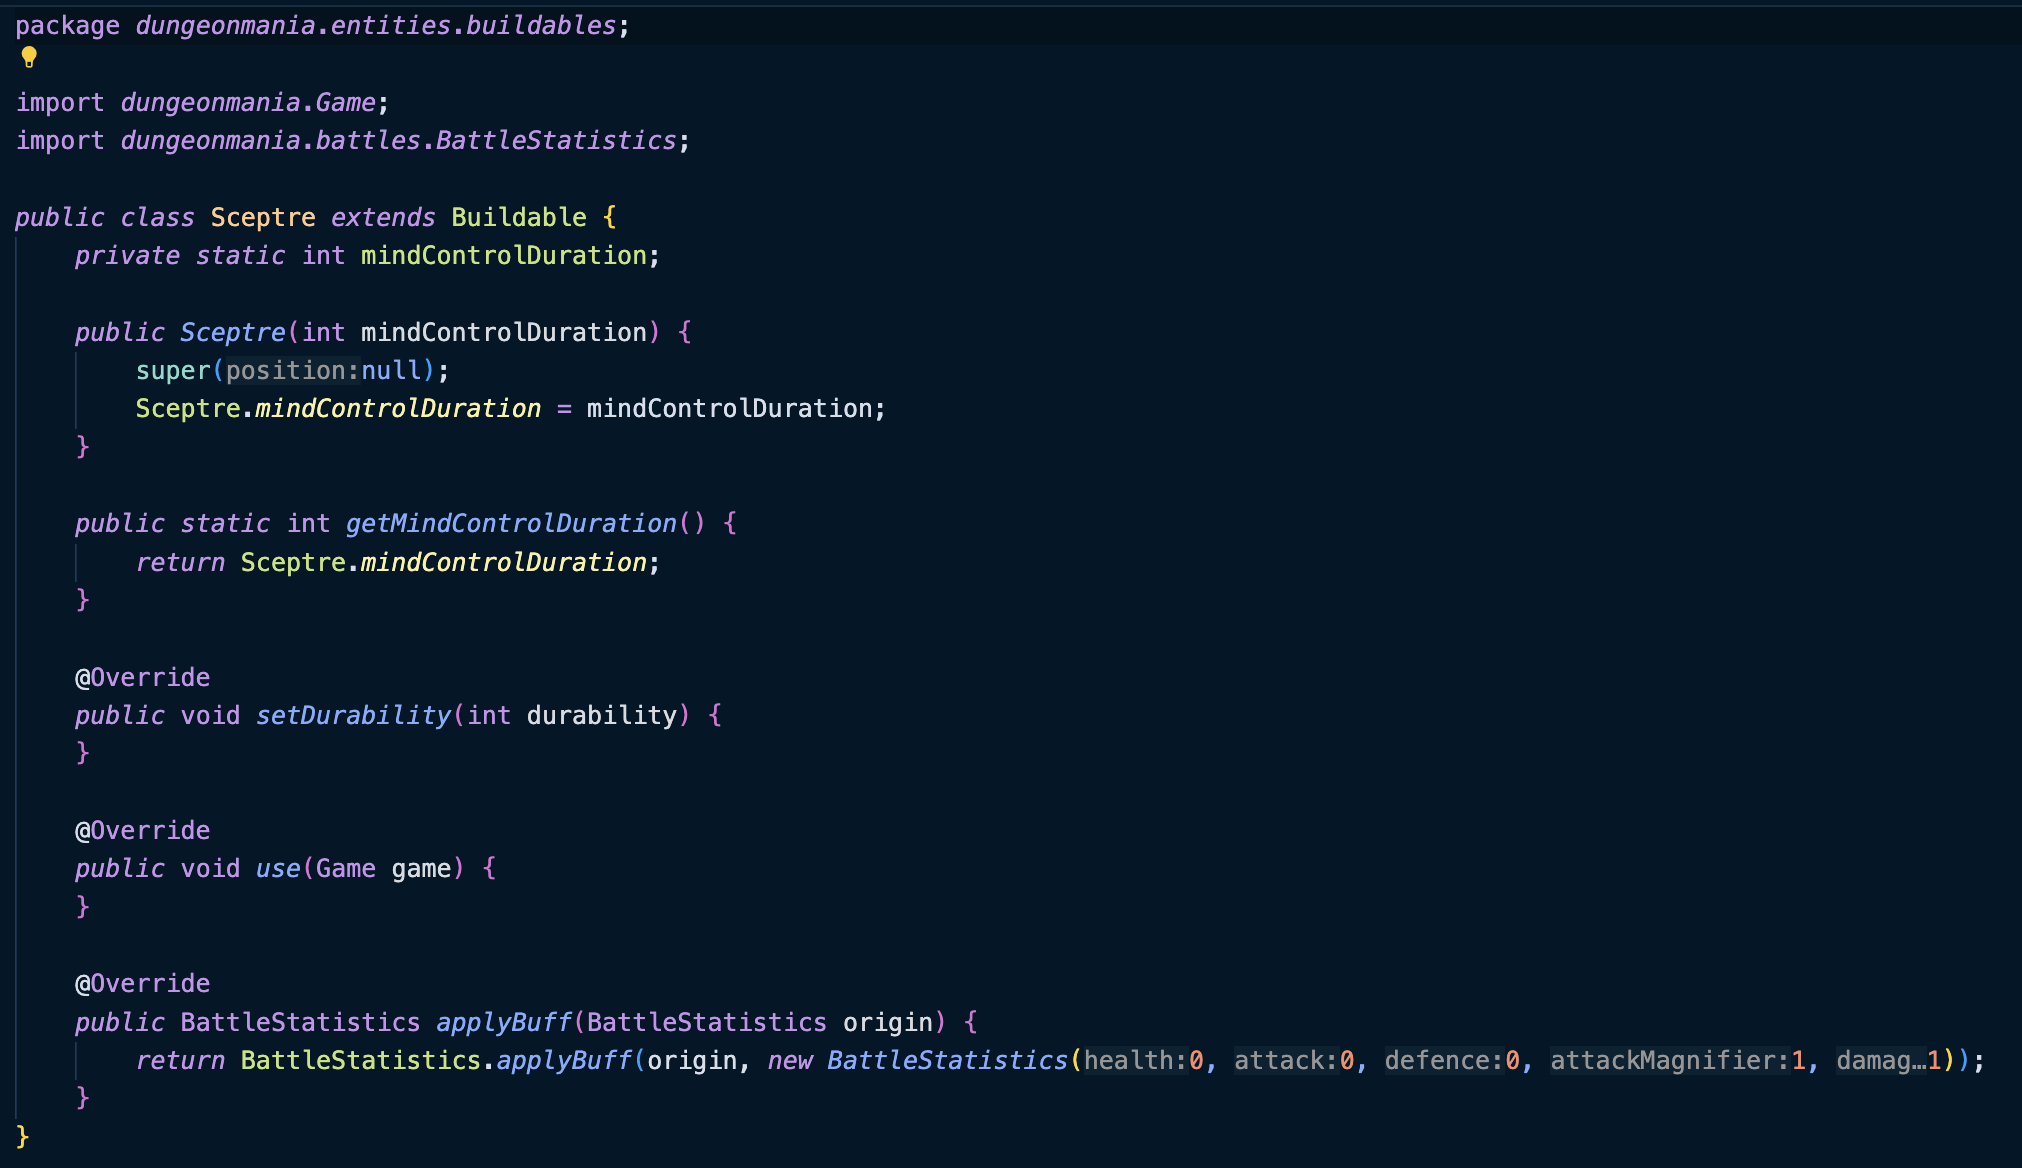 package dungeonmania.entities.buildables;
import dungeonmania.Game;
import dungeonmania.battles.BattleStatistics;
public class Sceptre extends Buildable {
    private static int mindControlDuration;
    public Sceptre(int mindControlDuration) {
        super(position:null);
        Sceptre.mindControlDuration = mindControlDuration;
    }
    public static int getMindControlDuration() {
        return Sceptre.mindControlDuration;
    }
    @Override
    public void setDurability(int durability) {
    }
    @Override
    public void use(Game game) {
    }
    @Override
    public BattleStatistics applyBuff(BattleStatistics origin) {
        return BattleStatistics.applyBuff(origin, new BattleStatistics(health:0, attack:0, defence:0, attackMagnifier:1, damag…1));
    }
}